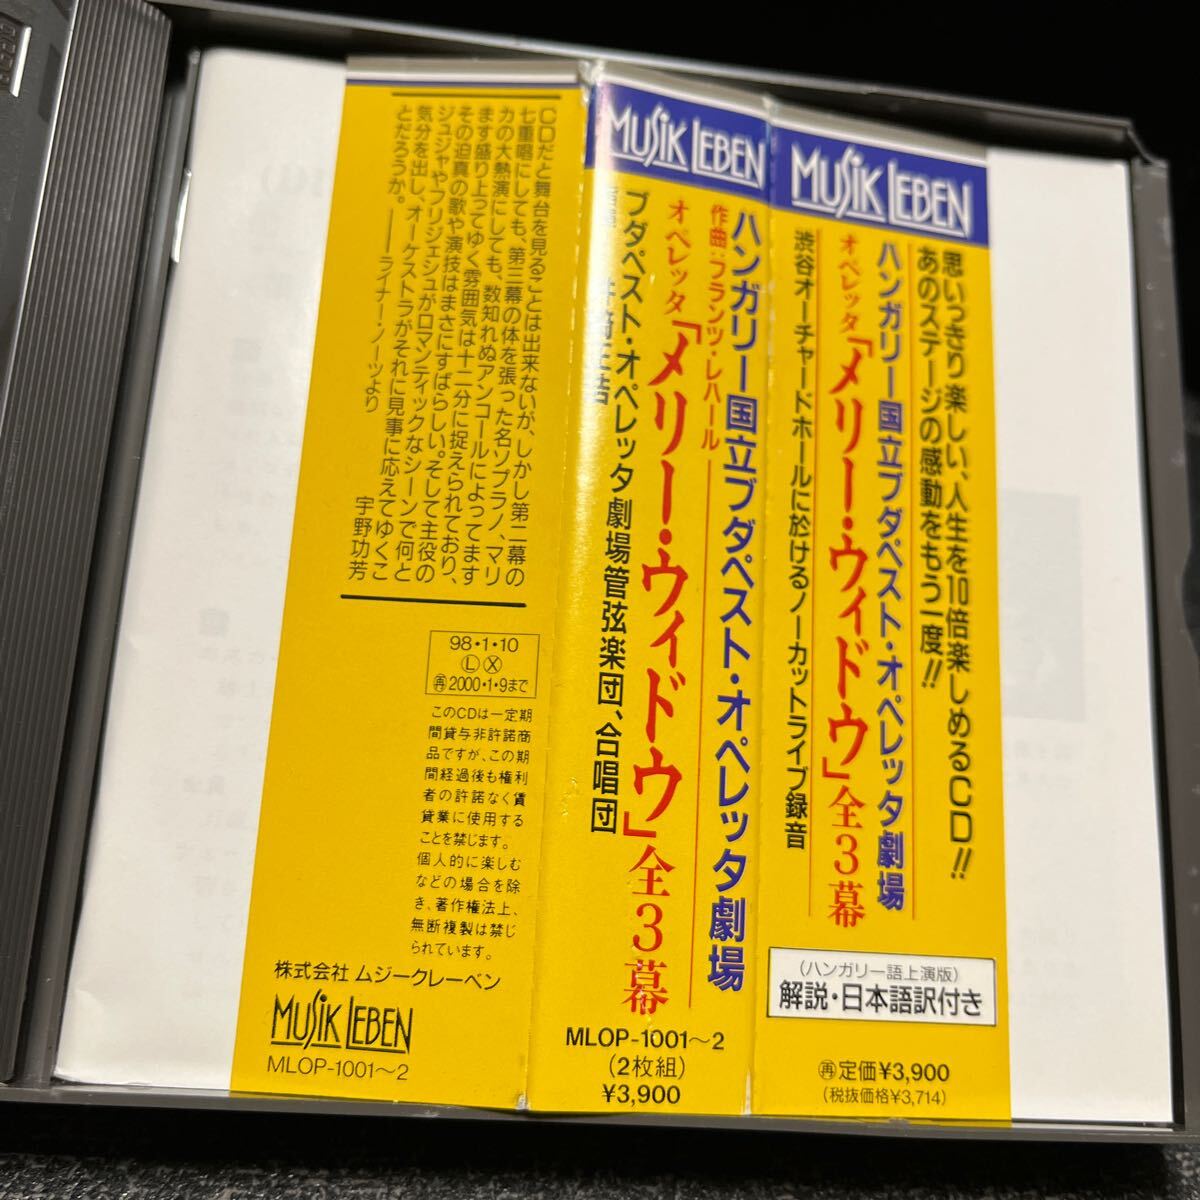 MUSIK LEBEN
思いっきり楽しい、人生を10倍楽しめるCD!!
あのステージの感動をもう一度!!
ハンガリー国立ブダペスト・オペレッタ劇場
オペレッタ「メリー・ウィドウ」全3幕
渋谷オーチャードホールに於けるノーカットライブ録音
(ハンガリー語上演版)
解説・日本語訳付き
再定価¥3,900
(税抜価格¥3,714)
MUSIK LEBEN
ハンガリー国立ブダペスト・オペレッタ劇場
作曲:フランツ・レハール
オペレッタ「メリー・ウィドウ」全3幕
ブダペスト・オペレッタ劇場管弦楽団、合唱団
MLOP-1001〜2
(2枚組)
¥3,900
CDだと舞台を見ることは出来ないが、しかし第二幕の
七重唱にしても、第三幕の体を張った名ソプラノ、マリ
カの大熱演にしても、数知れぬアンコールによってます
ます盛り上ってゆく雰囲気は十二分に捉えられており、
その迫真の歌や演技はまさにすばらしい。そして主役の
ジュジャやフリジェシュがロマンティックなシーンで何と
気分を出し、オーケストラがそれに見事に応えてゆくこ
とだろうか。――ライナー・ノーツより
宇野功芳
98・1・10
Ⓛ Ⓧ
再2000・1・9まで
このCDは一定期
間貸与非許諾商
品ですが、この期
間経過後も権利
者の許諾なく賃
貸業に使用する
ことを禁じます。
個人的に楽しむ
などの場合を除
き、著作権法上、
無断複製は禁じ
られています。
株式会社 ムジークレーベン
MUSIK LEBEN
MLOP-1001〜2